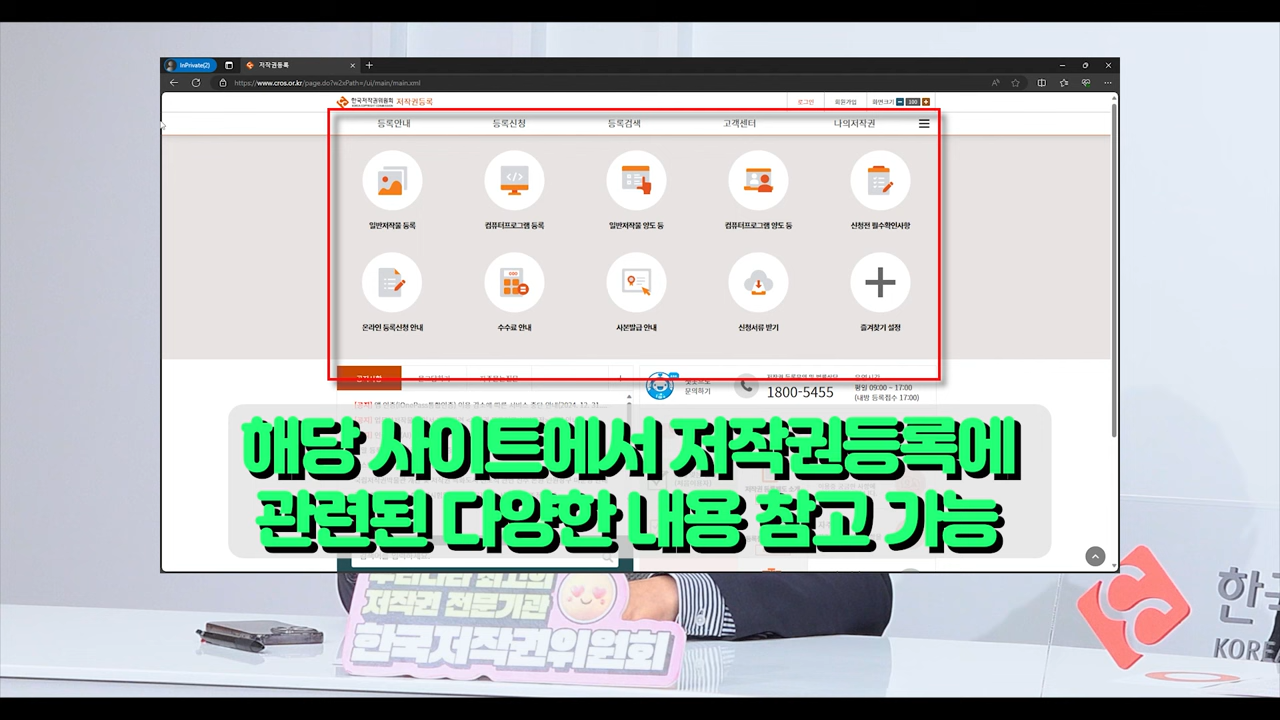 InPrivate(2)
저작권등록
https://www.cros.or.kr/page.do?w2xPath=/ui/main/main.xml
한국저작권위원회 저작권등록
로그인
회원가입
화면크기
100
등록안내
등록신청
등록검색
고객센터
나의저작권
일반저작물 등록
컴퓨터프로그램 등록
일반저작물 양도 등
컴퓨터프로그램 양도 등
신청전 필수확인사항
온라인 등록신청 안내
수수료 안내
사본발급 안내
신청서류 받기
즐겨찾기 설정
공지사항
문의하기
1800-5455
평일 09:00 ~ 17:00
(내방 등록접수 17:00)
해당 사이트에서 저작권등록에
관련된 다양한 내용 참고 가능
저작권 전문기관
한국저작권위원회
한국
KOREA